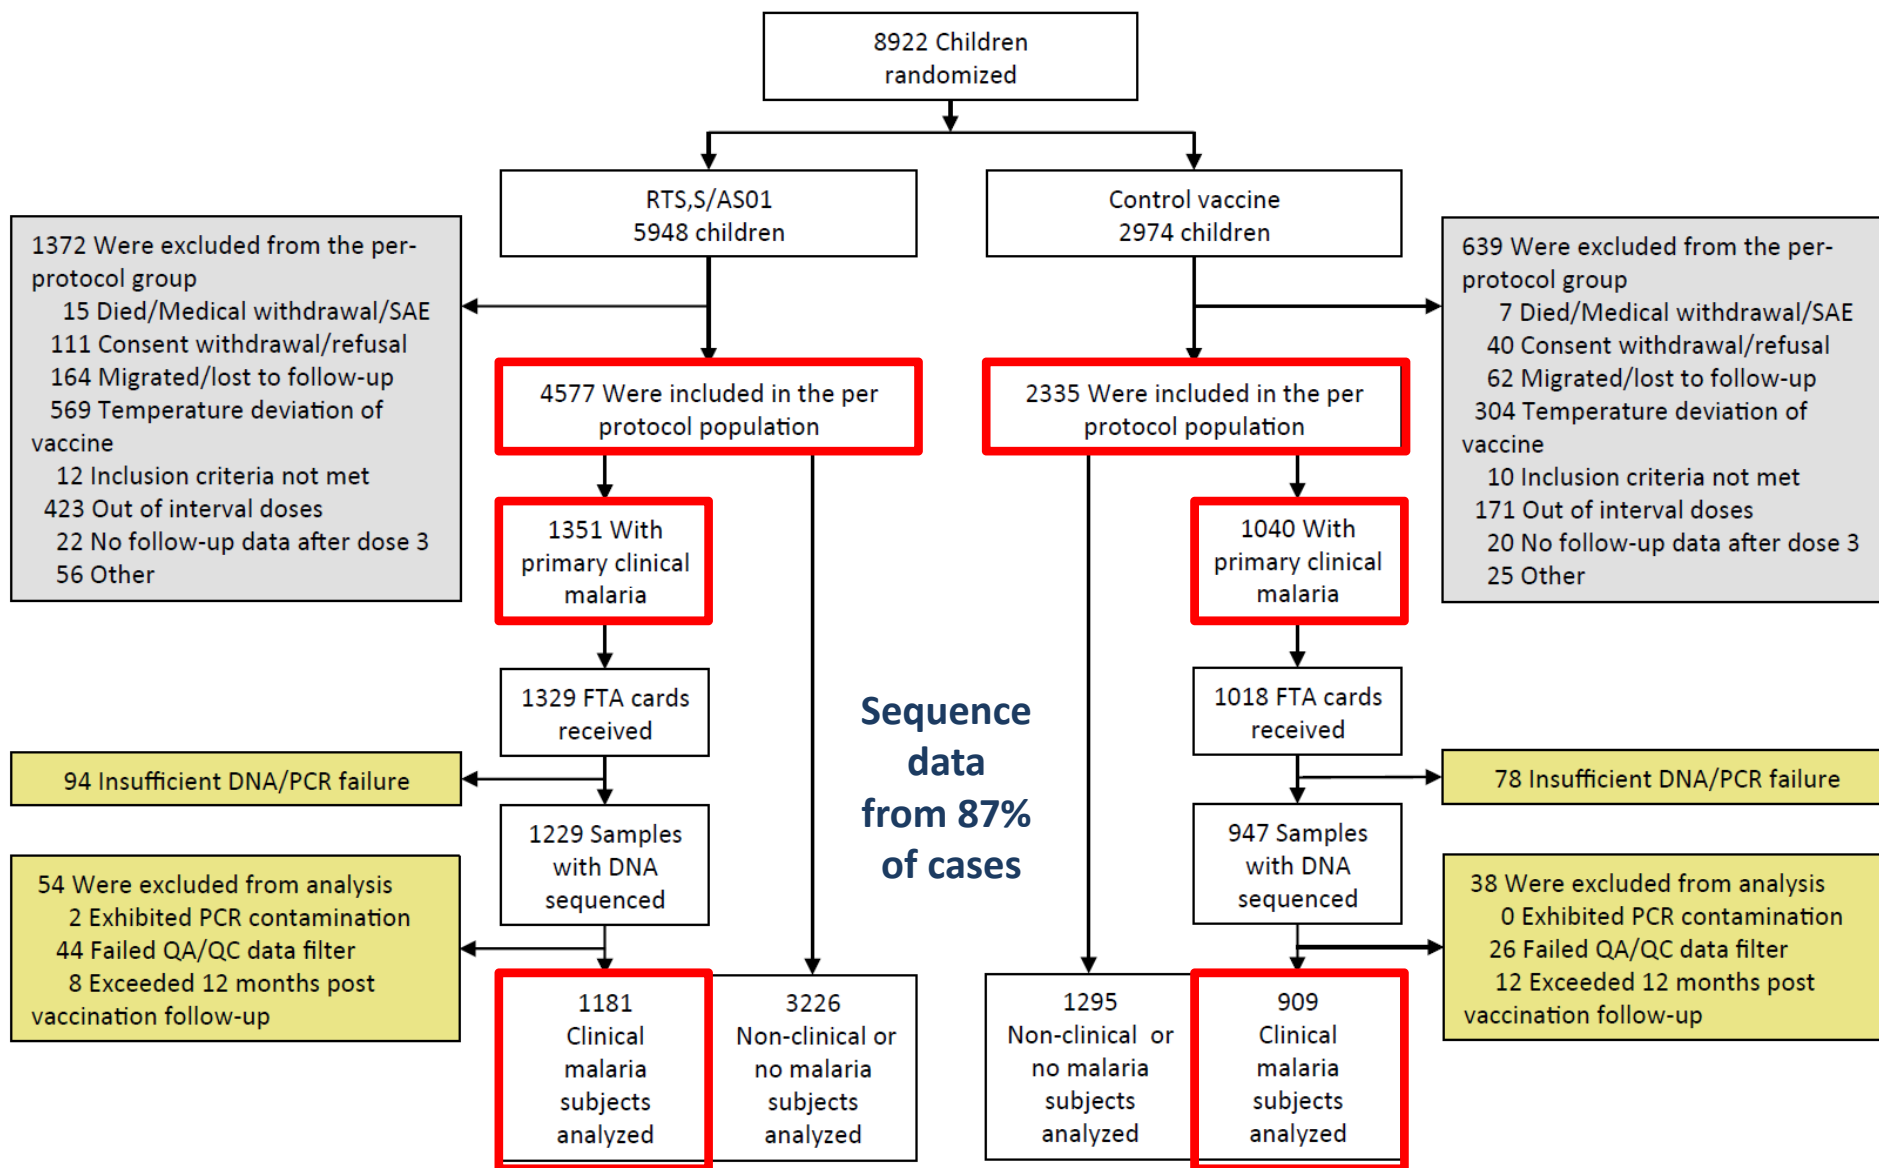 8922 Children
randomized
RTS,S/AS01
5948 children
Control vaccine
2974 children
1372 Were excluded from the per-
protocol group
15 Died/Medical withdrawal/SAE
111 Consent withdrawal/refusal
164 Migrated/lost to follow-up
569 Temperature deviation of
vaccine
12 Inclusion criteria not met
423 Out of interval doses
22 No follow-up data after dose 3
56 Other
639 Were excluded from the per-
protocol group
7 Died/Medical withdrawal/SAE
40 Consent withdrawal/refusal
62 Migrated/lost to follow-up
304 Temperature deviation of
vaccine
10 Inclusion criteria not met
171 Out of interval doses
20 No follow-up data after dose 3
25 Other
4577 Were included in the per
protocol population
2335 Were included in the per
protocol population
1351 With
primary clinical
malaria
1040 With
primary clinical
malaria
1329 FTA cards
received
1018 FTA cards
received
Sequence
data
from 87%
of cases
94 Insufficient DNA/PCR failure
78 Insufficient DNA/PCR failure
1229 Samples
with DNA
sequenced
947 Samples
with DNA
sequenced
54 Were excluded from analysis
2 Exhibited PCR contamination
44 Failed QA/QC data filter
8 Exceeded 12 months post
vaccination follow-up
38 Were excluded from analysis
0 Exhibited PCR contamination
26 Failed QA/QC data filter
12 Exceeded 12 months post
vaccination follow-up
1181
Clinical
malaria
subjects
analyzed
3226
Non-clinical or
no malaria
subjects
analyzed
1295
Non-clinical or
no malaria
subjects
analyzed
909
Clinical
malaria
subjects
analyzed